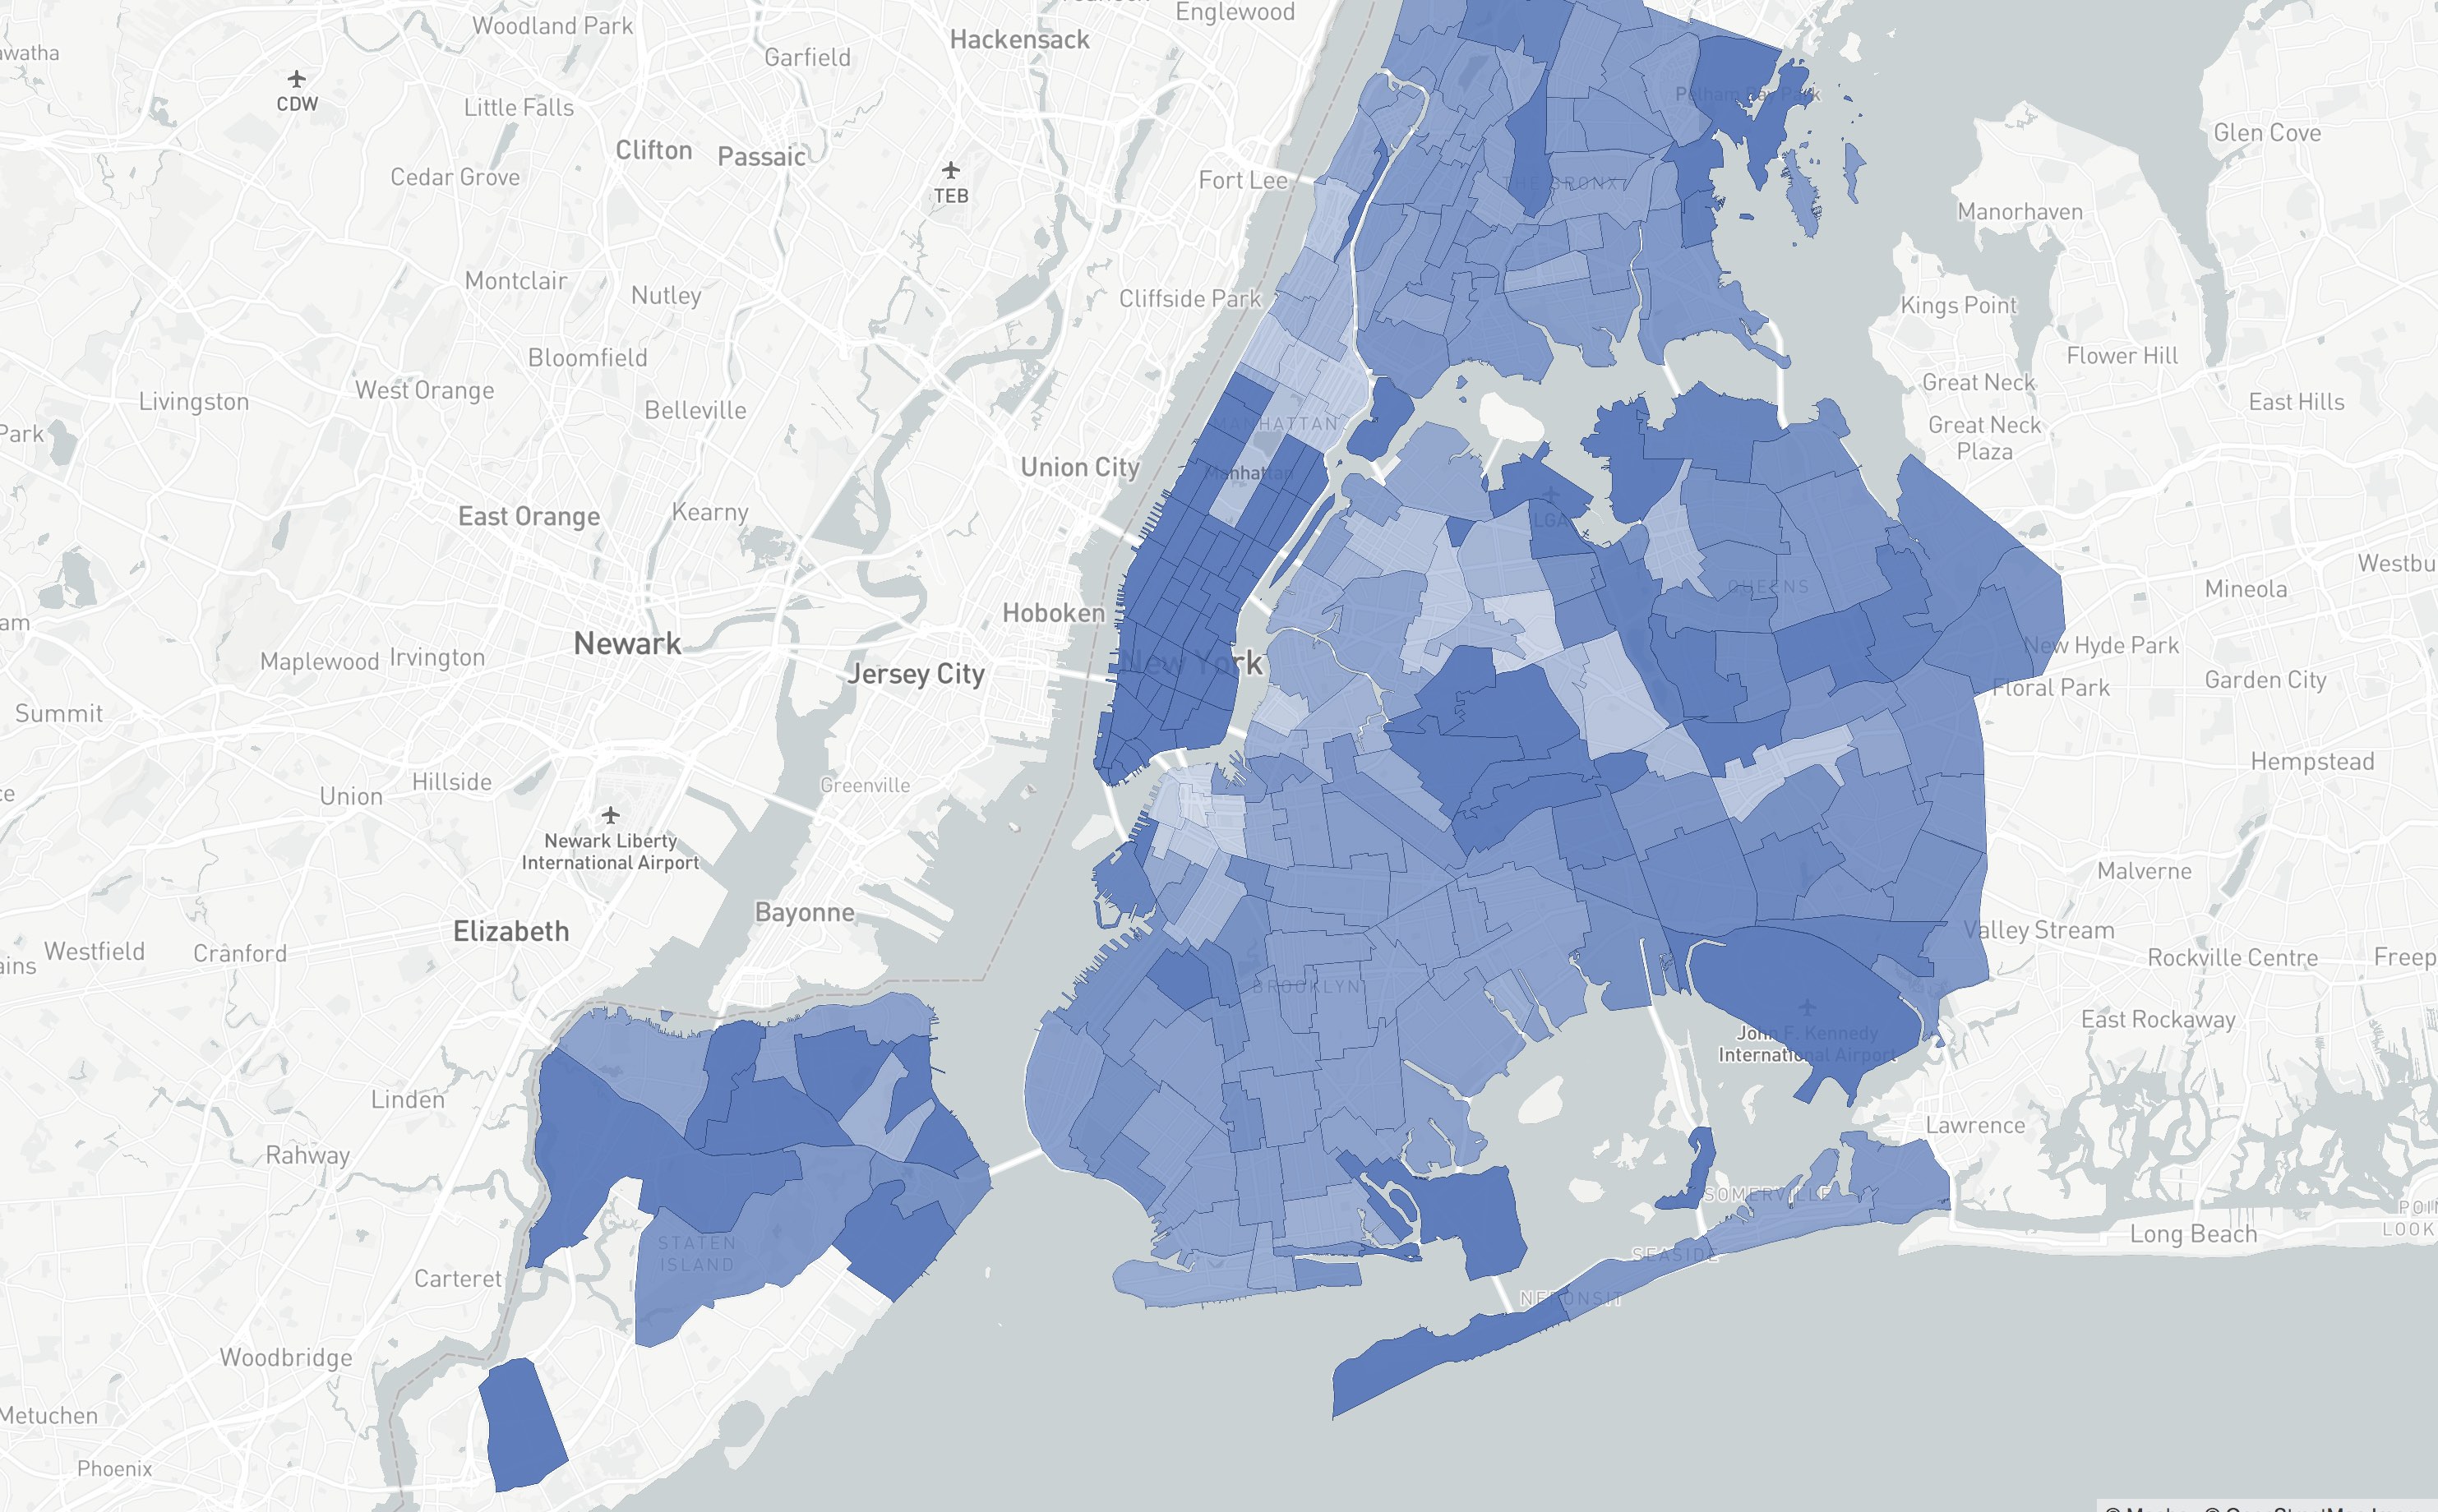 Woodland Park
Englewood
Hackensack
awatha
Garfield
CDW
Little Falls
Glen Cove
Pelham Bay Park
Clifton
Passaic
Cedar Grove
TEB
Fort Lee
THE BRONX
Manorhaven
Montclair
Nutley
Cliffside Park
Kings Point
Bloomfield
Flower Hill
West Orange
Great Neck
Livingston
Belleville
East Hills
Park
MANHATTAN
Great Neck
Plaza
Union City
Manhattan
East Orange
Kearny
LGA
Westbu
QUEENS
Mineola
Hoboken
am
Newark
New Hyde Park
Maplewood
Irvington
New York
Jersey City
Floral Park
Garden City
Summit
Hempstead
Hillside
Greenville
Union
ce
Newark Liberty
International Airport
Malverne
Bayonne
Elizabeth
Valley Stream
Westfield
Cranford
Rockville Centre
Freep
ains
BROOKLYN
East Rockaway
John F. Kennedy
International Airport
Linden
Lawrence
Rahway
SOMERVILLE
POIN
LOOK
Long Beach
STATEN
ISLAND
SEASIDE
Carteret
NEPONSIT
Woodbridge
Metuchen
Phoenix